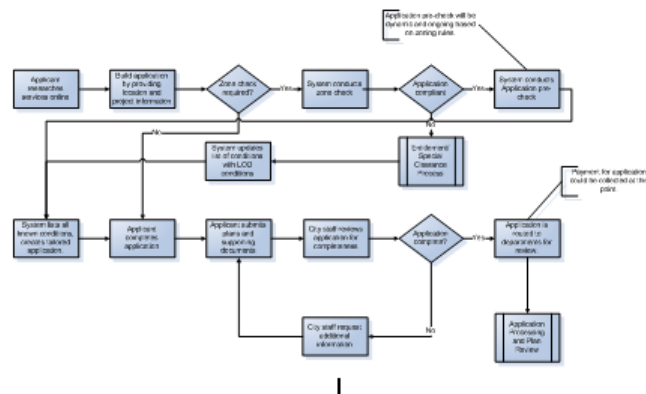 Application pre-check will be
dynamic and ongoing based
on zoning rules
Applicant
researches
services online
Build application
by providing
location and
project information
Zone check
required?
Yes
System conducts
zone check
Application
compliant
Yes
System conducts
Application pre-
check
No
No
System updates
list of conditions
with LOD
conditions
Entitlement/
Special
Clearance
Process
Payment for application
could be collected at this
point.
System lists all
known conditions,
creates tailored
application.
Applicant
completes
application
Applicant submits
plans and
supporting
documents
City staff reviews
application for
completeness
Application
complete?
Yes
Application is
routed to
departments for
review.
No
City staff request
additional
information
Application
Processing
and Plan
Review